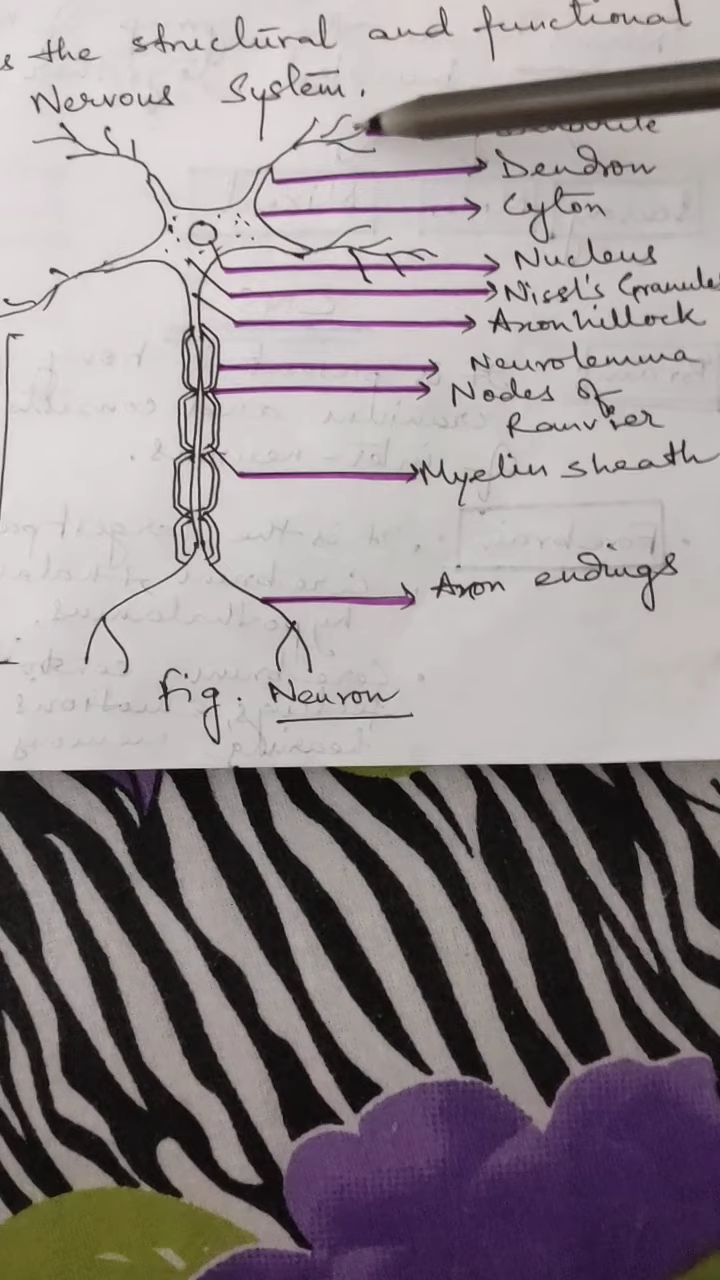 the structural and functional
Nervous System.
Dendron
Cyton
Nucleus
Nissl's Granules
Axon hillock
Neurolemma
Nodes of
Ranvier
Myelin sheath
Axon endings
fig. Neuron